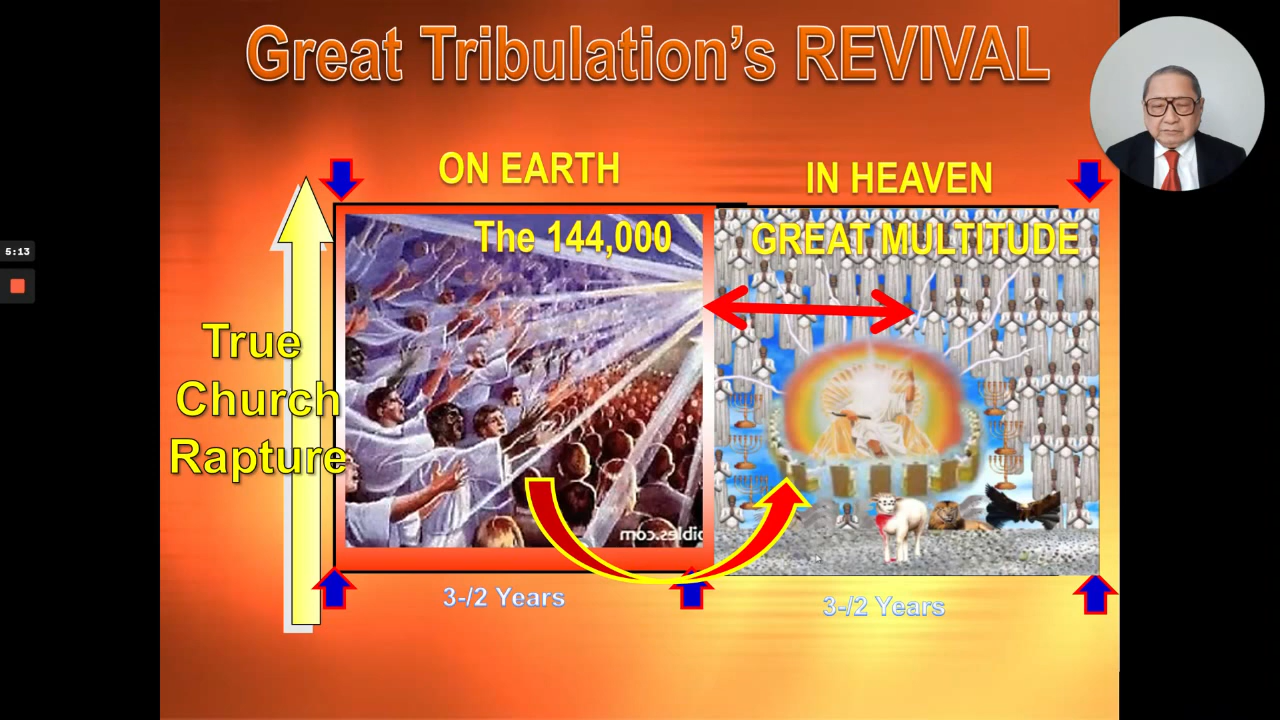 Great Tribulation’s REVIVAL
ON EARTH
IN HEAVEN
The 144,000
GREAT MULTITUDE
5:13
True
Church
Rapture
3-/2 Years
3-/2 Years